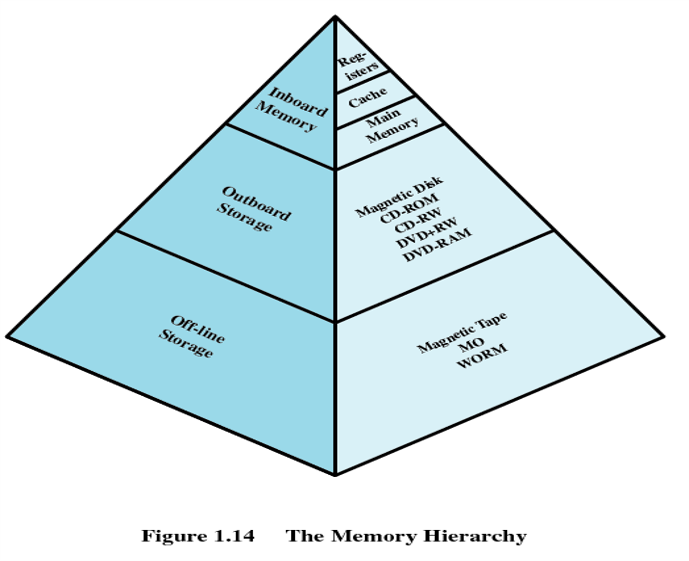 Reg-
isters
Cache
Main
Memory
Inboard
Memory
Outboard
Storage
Magnetic Disk
CD-ROM
CD-RW
DVD+RW
DVD-RAM
Off-line
Storage
Magnetic Tape
MO
WORM
Figure 1.14 The Memory Hierarchy